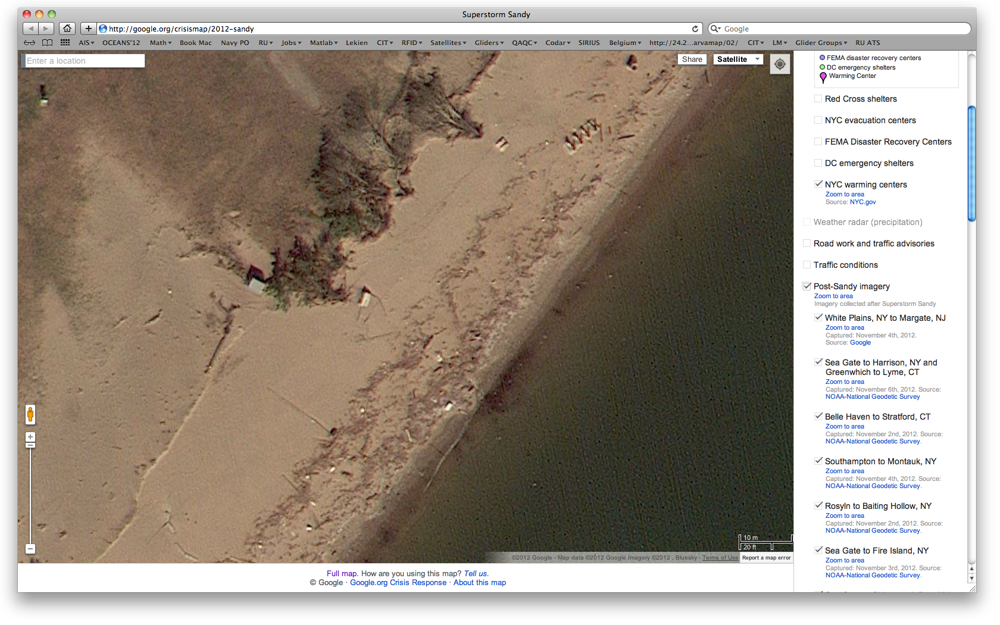 Superstorm Sandy
http://google.org/crisismap/2012-sandy
Google
AIS OCEANS'12 Math Book Mac Navy PO RU Jobs Matlab Lekien CIT RFID Satellites Gliders QAQC Codar SIRIUS Belgium http://24.2...arvamap/02/ CIT LM Glider Groups RU ATS
Enter a location
Share
Satellite
FEMA disaster recovery centers
DC emergency shelters
Warming Center
Red Cross shelters
NYC evacuation centers
FEMA Disaster Recovery Centers
DC emergency shelters
NYC warming centers
Zoom to area
Source: NYC.gov
Weather radar (precipitation)
Road work and traffic advisories
Traffic conditions
Post-Sandy imagery
Zoom to area
Imagery collected after Superstorm Sandy
White Plains, NY to Margate, NJ
Zoom to area
Captured: November 4th, 2012.
Source: Google
Sea Gate to Harrison, NY and
Greenwhich to Lyme, CT
Zoom to area
Captured: November 6th, 2012. Source:
NOAA-National Geodetic Survey
Belle Haven to Stratford, CT
Zoom to area
Captured: November 2nd, 2012. Source:
NOAA-National Geodetic Survey.
Southampton to Montauk, NY
Zoom to area
Captured: November 4th, 2012. Source:
NOAA-National Geodetic Survey.
Rosyln to Baiting Hollow, NY
Zoom to area
Captured: November 2nd, 2012. Source:
NOAA-National Geodetic Survey.
Sea Gate to Fire Island, NY
Zoom to area
Captured: November 3rd, 2012. Source:
NOAA-National Geodetic Survey.
10 m
20 ft
©2012 Google - Map data ©2012 Google Imagery ©2012 , Bluesky - Terms of Use
Report a map error
Full map. How are you using this map? Tell us.
© Google · Google.org Crisis Response · About this map